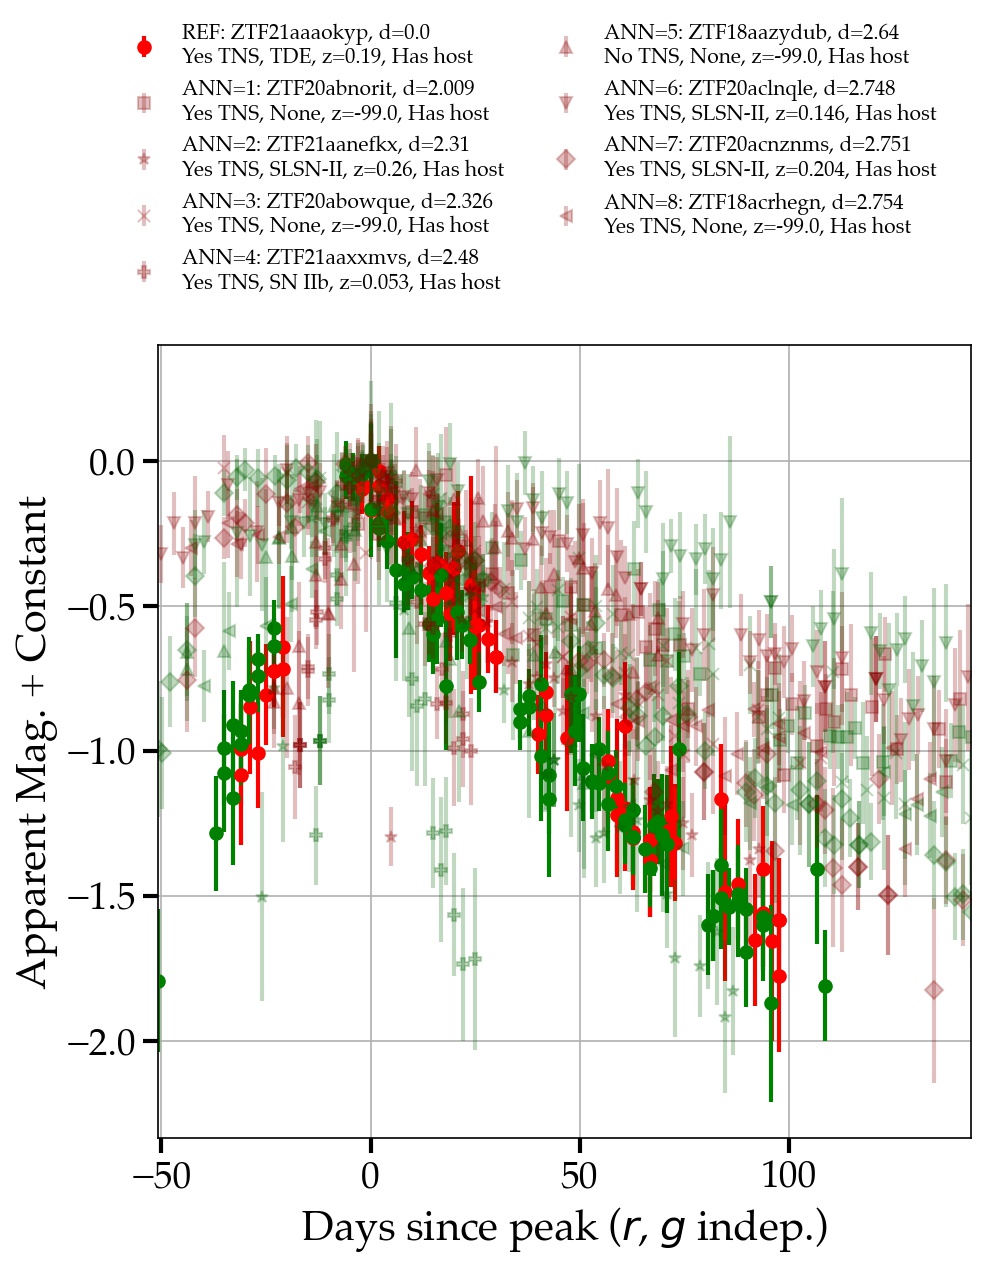 REF: ZTF21aaaokyp, d=0.0
Yes TNS, TDE, z=0.19, Has host
ANN=1: ZTF20abnorit, d=2.009
Yes TNS, None, z=-99.0, Has host
ANN=2: ZTF21aanefkx, d=2.31
Yes TNS, SLSN-II, z=0.26, Has host
ANN=3: ZTF20abowque, d=2.326
Yes TNS, None, z=-99.0, Has host
ANN=4: ZTF21aaxxmvs, d=2.48
Yes TNS, SN IIb, z=0.053, Has host
ANN=5: ZTF18aazydub, d=2.64
No TNS, None, z=-99.0, Has host
ANN=6: ZTF20aclnqle, d=2.748
Yes TNS, SLSN-II, z=0.146, Has host
ANN=7: ZTF20acnznms, d=2.751
Yes TNS, SLSN-II, z=0.204, Has host
ANN=8: ZTF18acrhegn, d=2.754
Yes TNS, None, z=-99.0, Has host
Apparent Mag. + Constant
0.0
−0.5
−1.0
−1.5
−2.0
−50 0 50 100
Days since peak (r, g indep.)